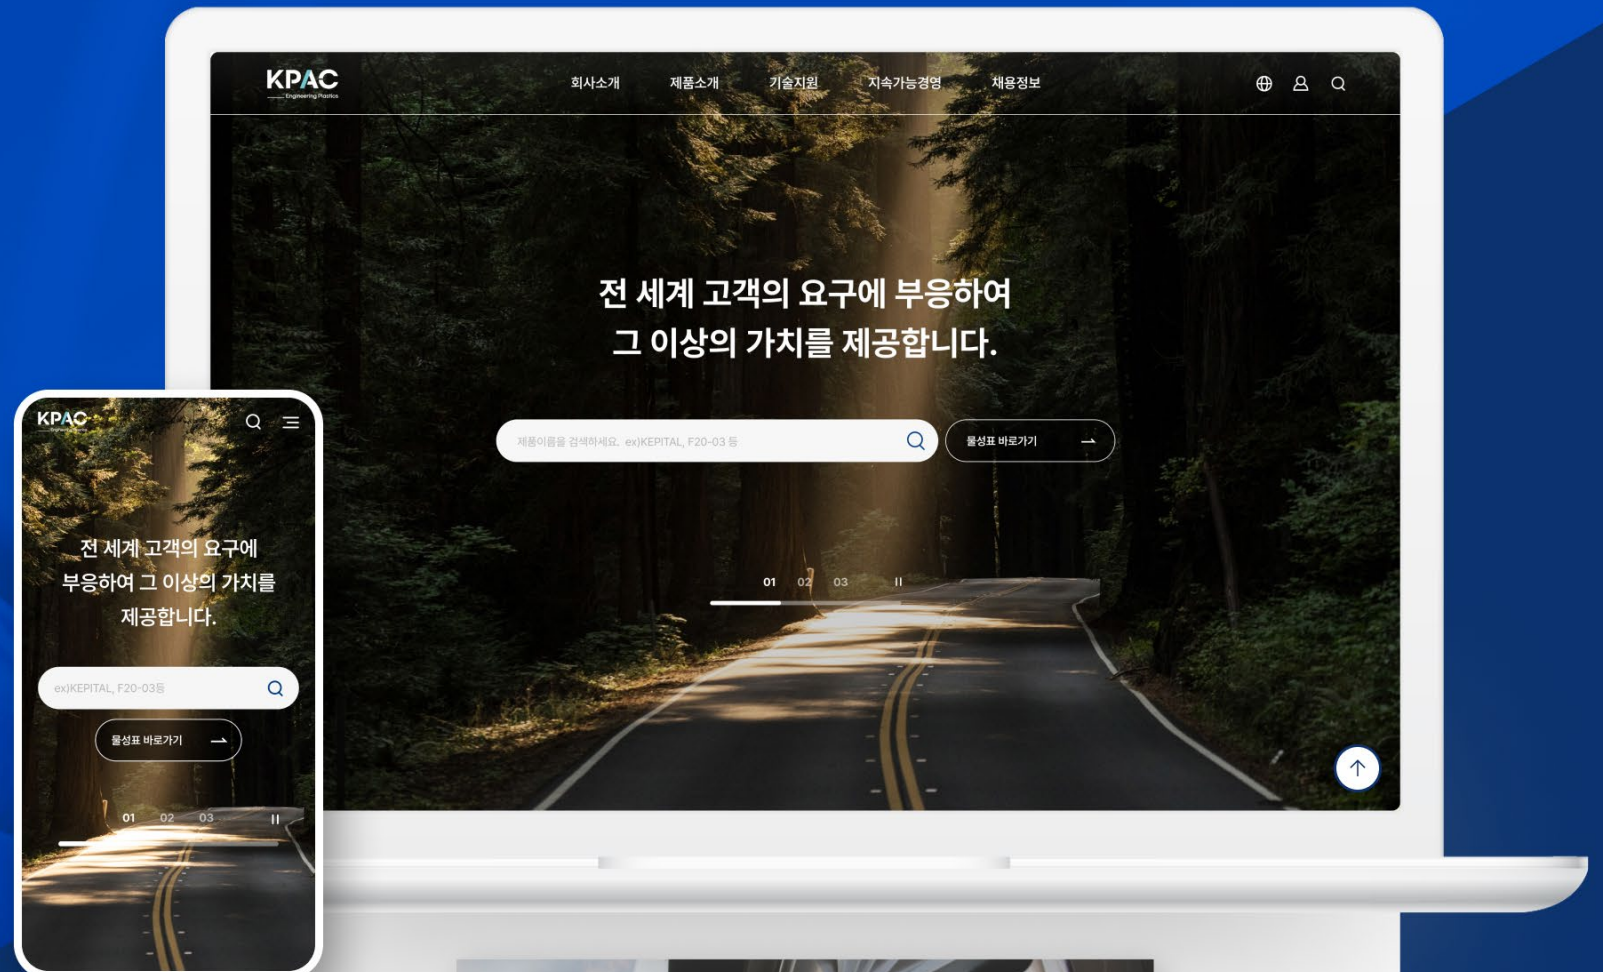 KPAC
Engineering Plastics
회사소개 제품소개 기술지원 지속가능경영 채용정보
전 세계 고객의 요구에 부응하여
그 이상의 가치를 제공합니다.
제품이름을 검색하세요. ex)KEPITAL, F20-03 등
물성표 바로가기
01 02 03
KPAC
전 세계 고객의 요구에
부응하여 그 이상의 가치를
제공합니다.
ex)KEPITAL, F20-03등
물성표 바로가기
01 02 03